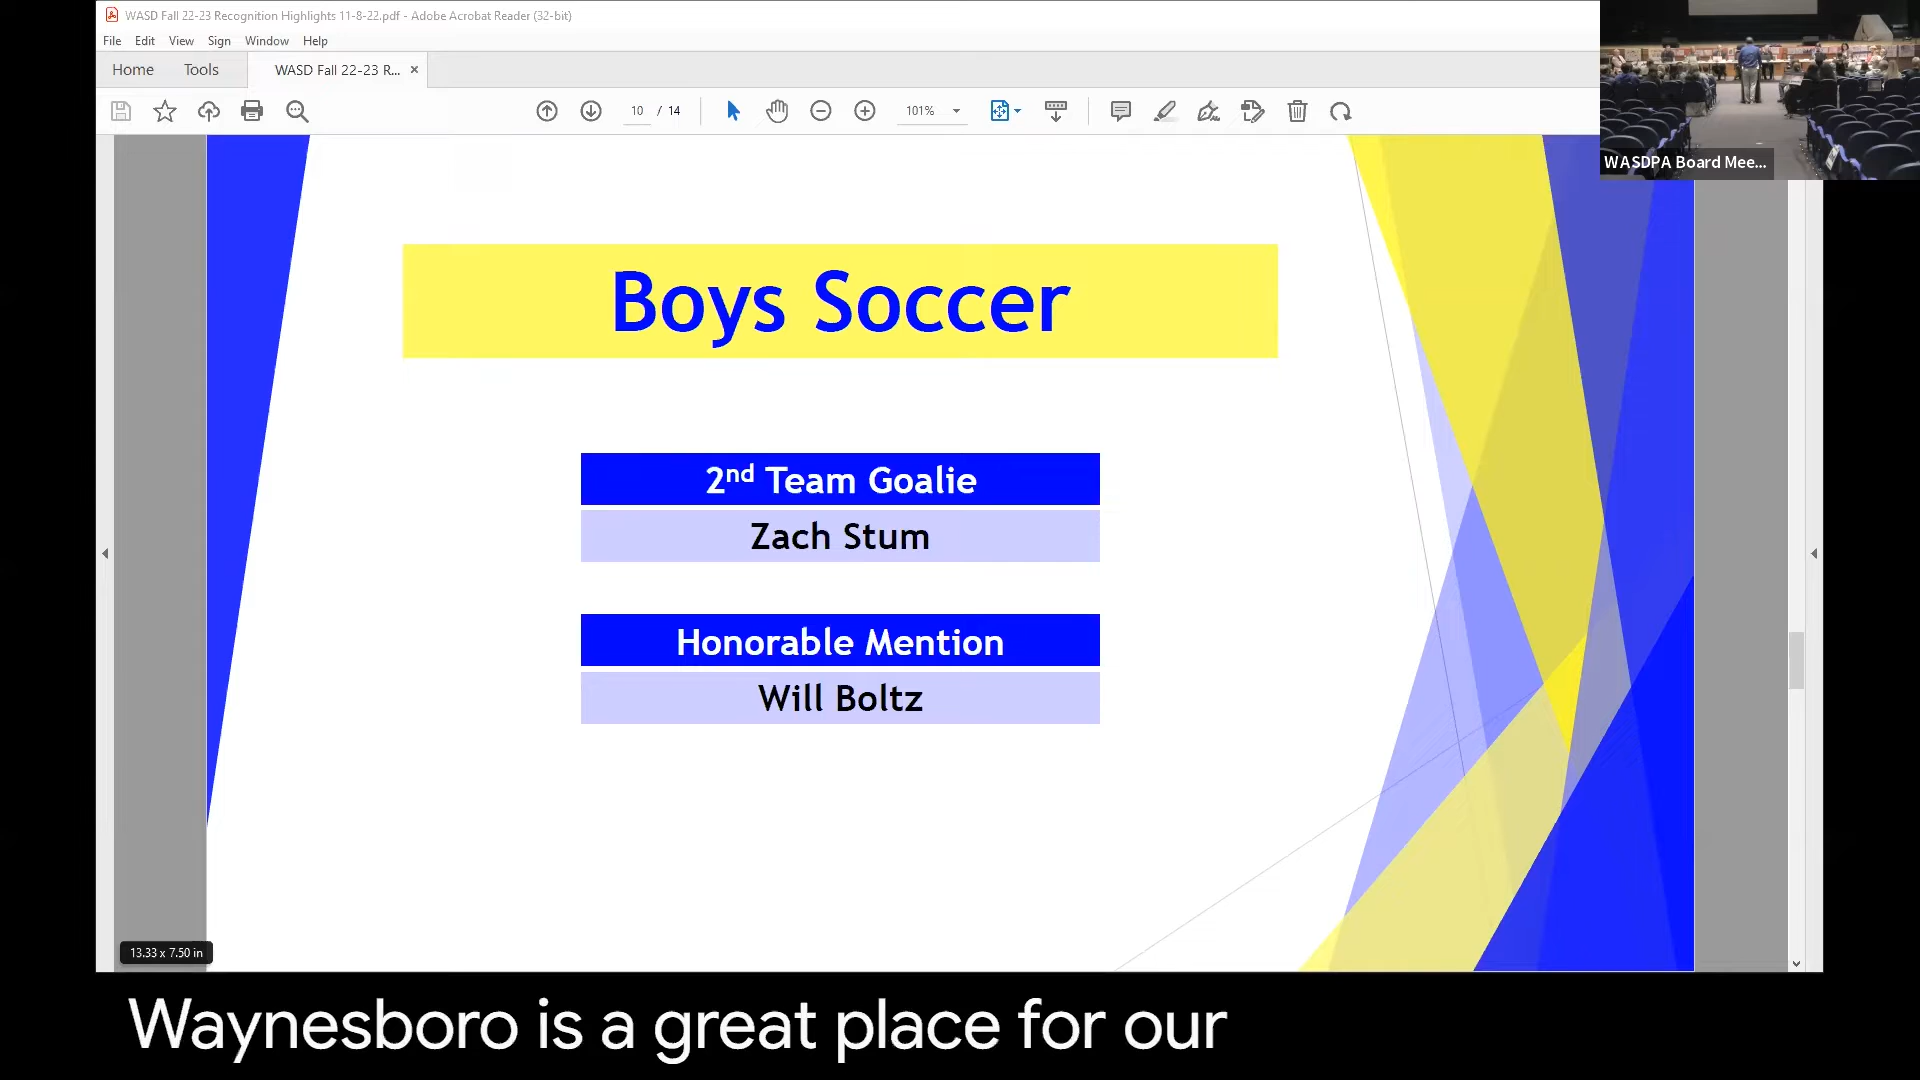 WASD Fall 22-23 Recognition Highlights 11-8-22.pdf - Adobe Acrobat Reader (32-bit)
File Edit View Sign Window Help
Home Tools WASD Fall 22-23 R... ×
10 / 14 101%
WASDPA Board Mee...
Boys Soccer
2nd Team Goalie
Zach Stum
Honorable Mention
Will Boltz
13.33 x 7.50 in
Waynesboro is a great place for our